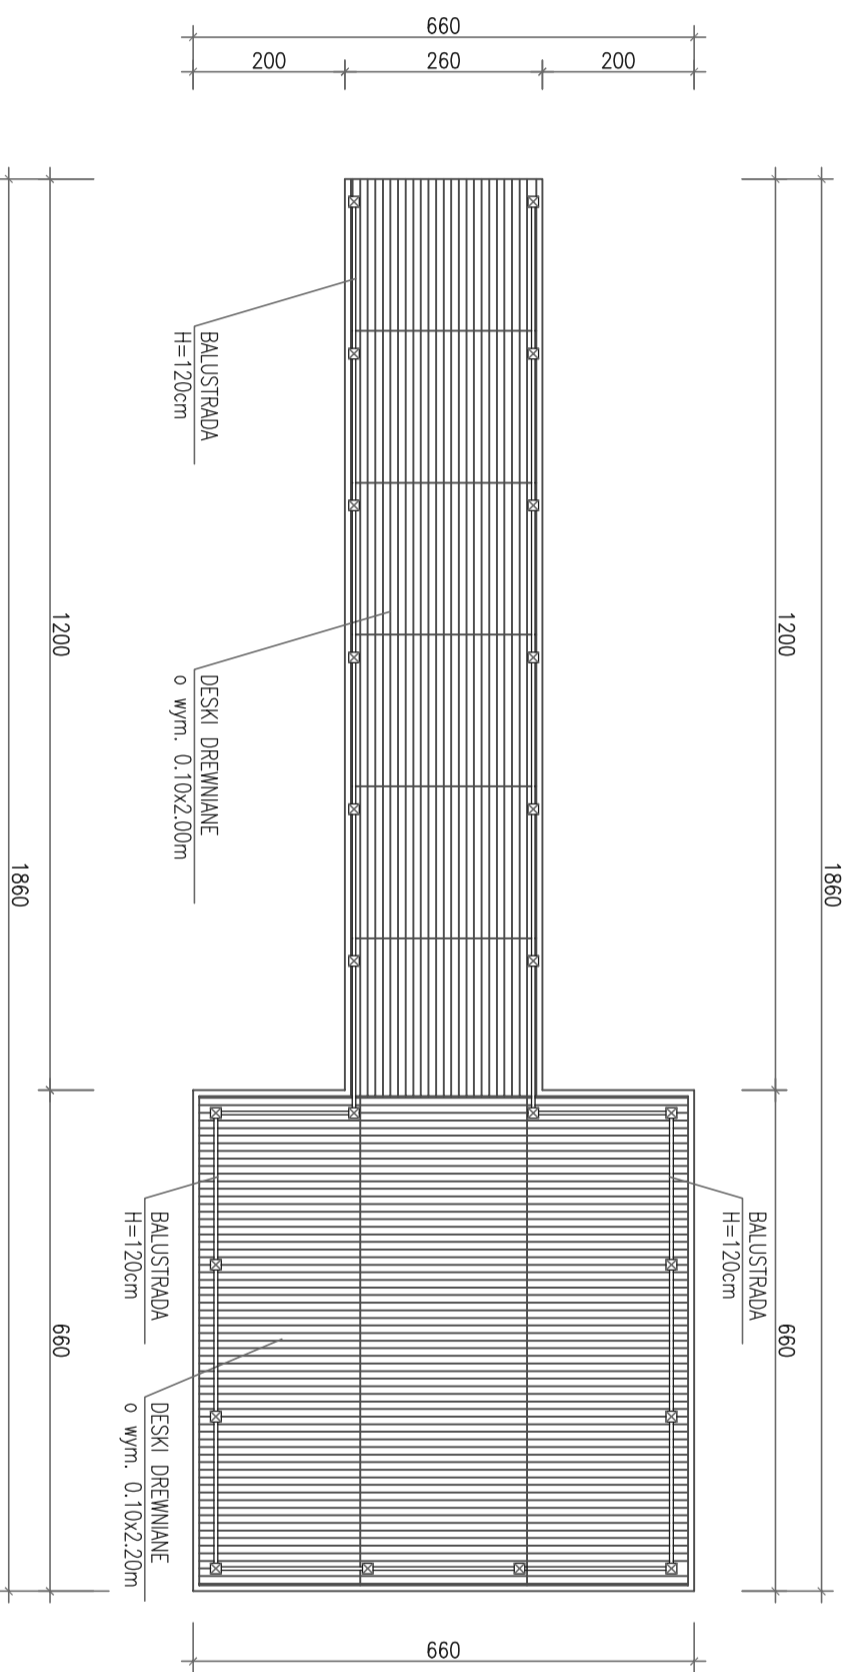 660
200
260
200
1200
1860
1200
1860
BALUSTRADA
H=120cm
DESKI DREWNIANE
o wym. 0.10x2.00m
BALUSTRADA
H=120cm
BALUSTRADA
H=120cm
660
660
DESKI DREWNIANE
o wym. 0.10x2.20m
660